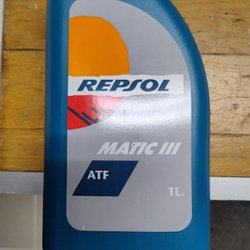 REPSOL
MATIC III
ATF
1L.